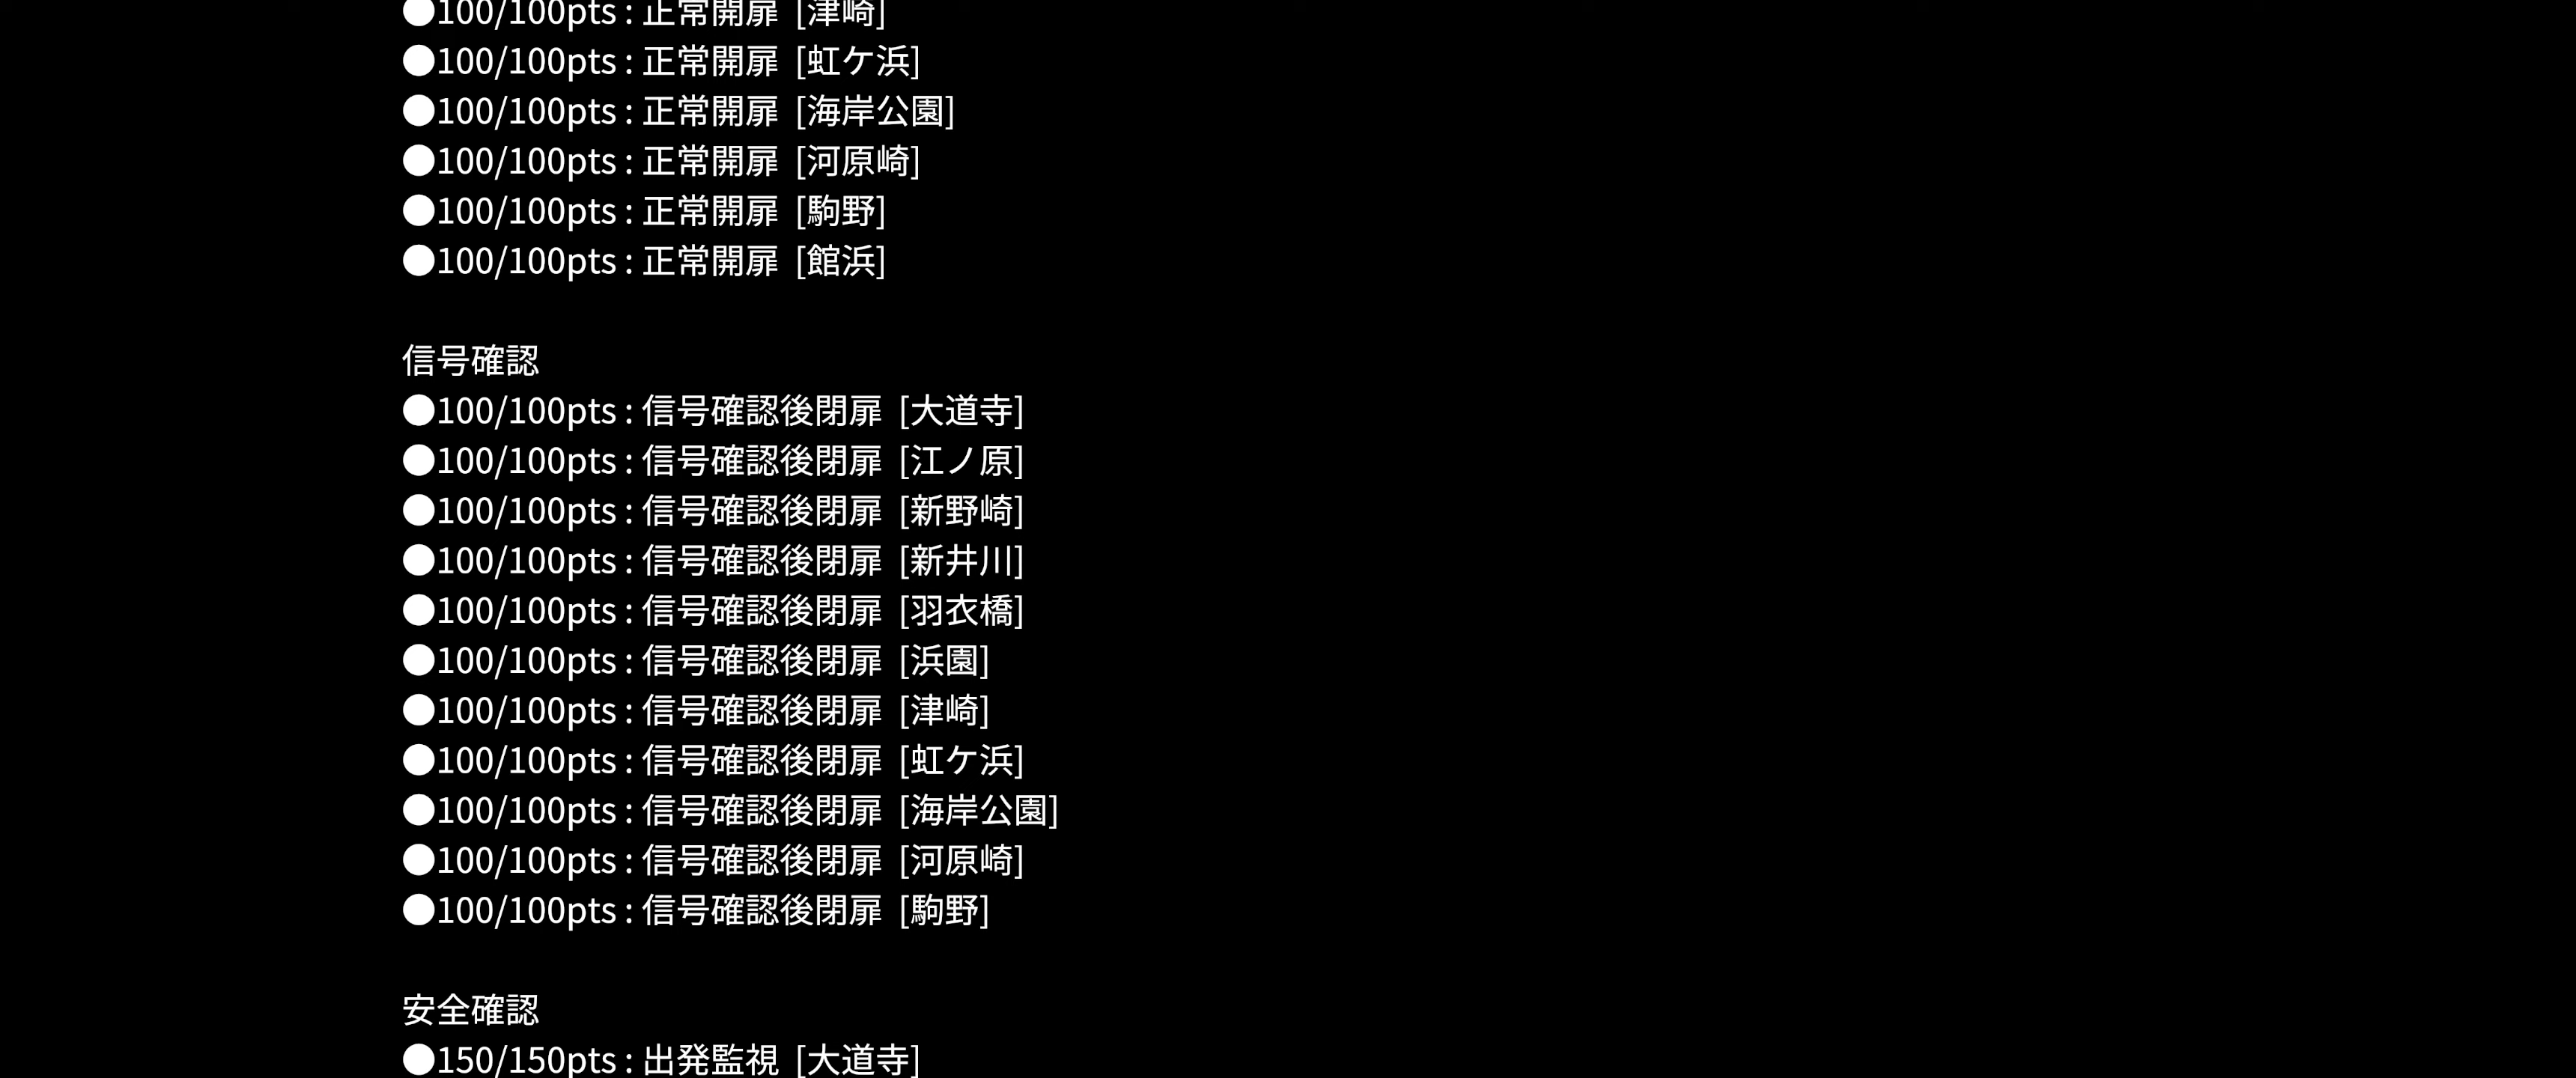 ●100/100pts : 正常開扉 [津崎]
●100/100pts : 正常開扉 [虹ケ浜]
●100/100pts : 正常開扉 [海岸公園]
●100/100pts : 正常開扉 [河原崎]
●100/100pts : 正常開扉 [駒野]
●100/100pts : 正常開扉 [館浜]
信号確認
●100/100pts : 信号確認後閉扉 [大道寺]
●100/100pts : 信号確認後閉扉 [江ノ原]
●100/100pts : 信号確認後閉扉 [新野崎]
●100/100pts : 信号確認後閉扉 [新井川]
●100/100pts : 信号確認後閉扉 [羽衣橋]
●100/100pts : 信号確認後閉扉 [浜園]
●100/100pts : 信号確認後閉扉 [津崎]
●100/100pts : 信号確認後閉扉 [虹ケ浜]
●100/100pts : 信号確認後閉扉 [海岸公園]
●100/100pts : 信号確認後閉扉 [河原崎]
●100/100pts : 信号確認後閉扉 [駒野]
安全確認
●150/150pts : 出発監視 [大道寺]